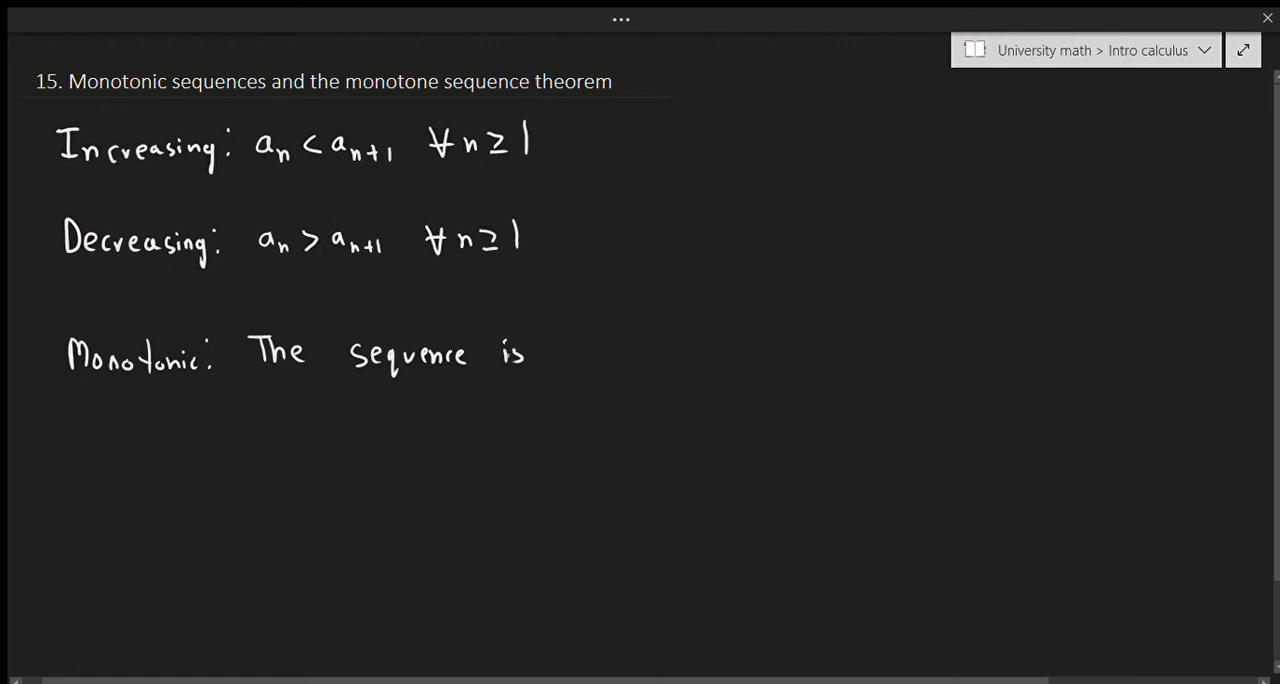 ...
University math > Intro calculus
15. Monotonic sequences and the monotone sequence theorem
Increasing: aₙ < aₙ₊₁ ∀ n ≥ 1
Decreasing: aₙ > aₙ₊₁ ∀ n ≥ 1
Monotonic: The sequence is